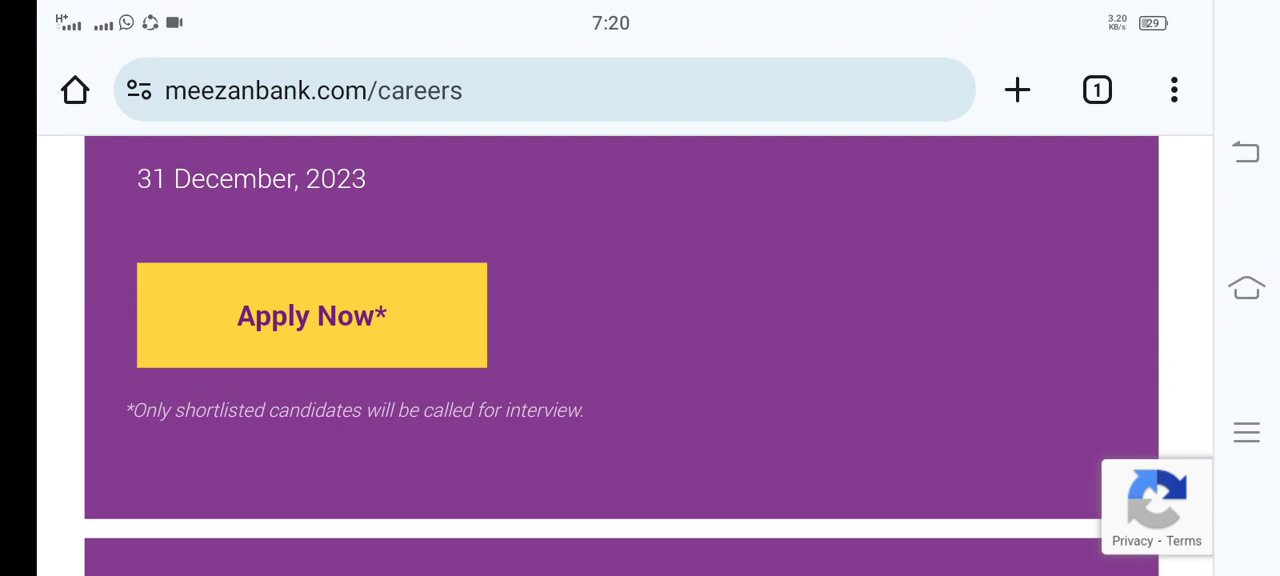 H+
7:20
3.20
KB/s
29
meezanbank.com/careers
1
31 December, 2023
Apply Now*
*Only shortlisted candidates will be called for interview.
Privacy - Terms